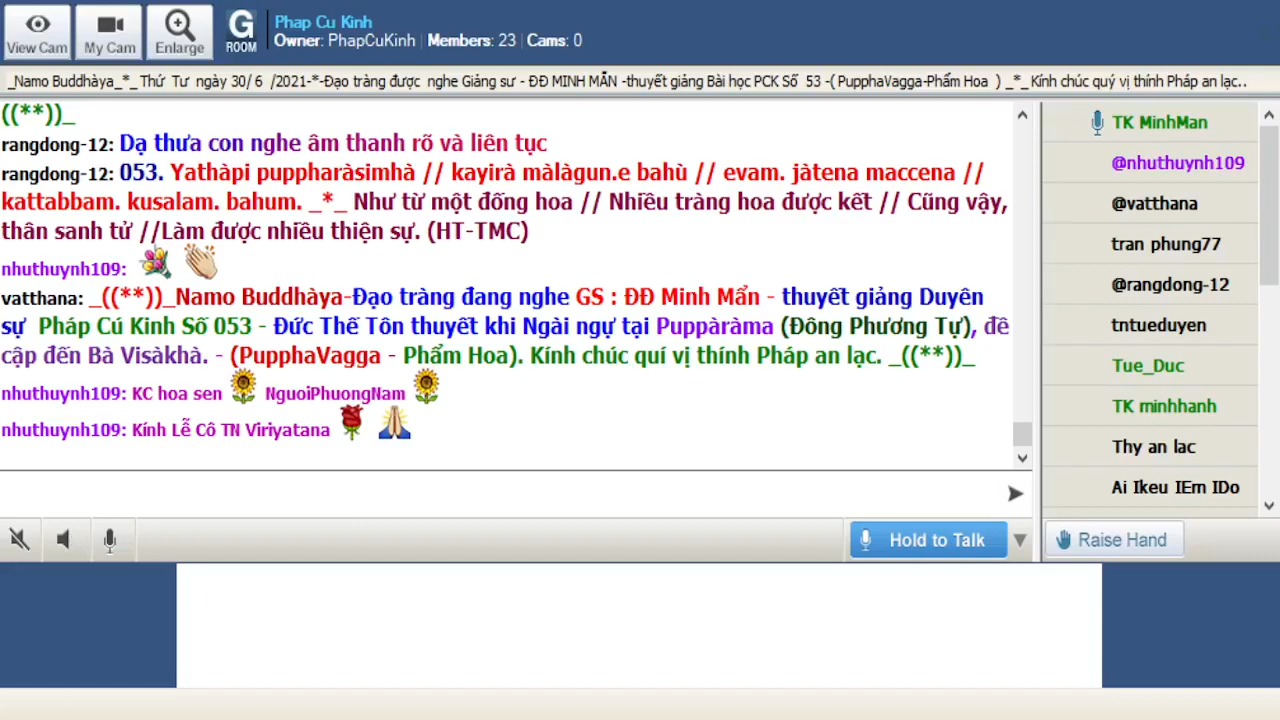 View Cam
My Cam
Enlarge
G
ROOM
Phap Cu Kinh
Owner: PhapCuKinh | Members: 23 | Cams: 0
_Namo Buddhàya_*_ Thứ Tư ngày 30/ 6 /2021-*-Đạo tràng được nghe Giảng sư - ĐĐ MINH MẪN -thuyết giảng Bài học PCK Số 53 -( PupphaVagga-Phẩm Hoa ) _*_ Kính chúc quý vị thính Pháp an lạc..
((**))_
rangdong-12: Dạ thưa con nghe âm thanh rõ và liên tục
rangdong-12: 053. Yathàpi puppharàsimhà // kayirà màlàgun.e bahù // evam. jàtena maccena //
kattabbam. kusalam. bahum. _*_ Như từ một đống hoa // Nhiều tràng hoa được kết // Cũng vậy,
thân sanh tử //Làm được nhiều thiện sự. (HT-TMC)
nhuthuynh109:
vatthana: _((**))_Namo Buddhàya-Đạo tràng đang nghe GS : ĐĐ Minh Mẩn - thuyết giảng Duyên
sự Pháp Cú Kinh Số 053 - Đức Thế Tôn thuyết khi Ngài ngự tại Puppàràma (Đông Phương Tự), đề
cập đến Bà Visàkhà. - (PupphaVagga - Phẩm Hoa). Kính chúc quí vị thính Pháp an lạc. _((**))_
nhuthuynh109: KC hoa sen NguoiPhuongNam
nhuthuynh109: Kính Lễ Cô TN Viriyatana
TK MinhMan
@nhuthuynh109
@vatthana
tran phung77
@rangdong-12
tntueduyen
Tue_Duc
TK minhhanh
Thy an lac
Ai Ikeu IEm IDo
Hold to Talk
Raise Hand